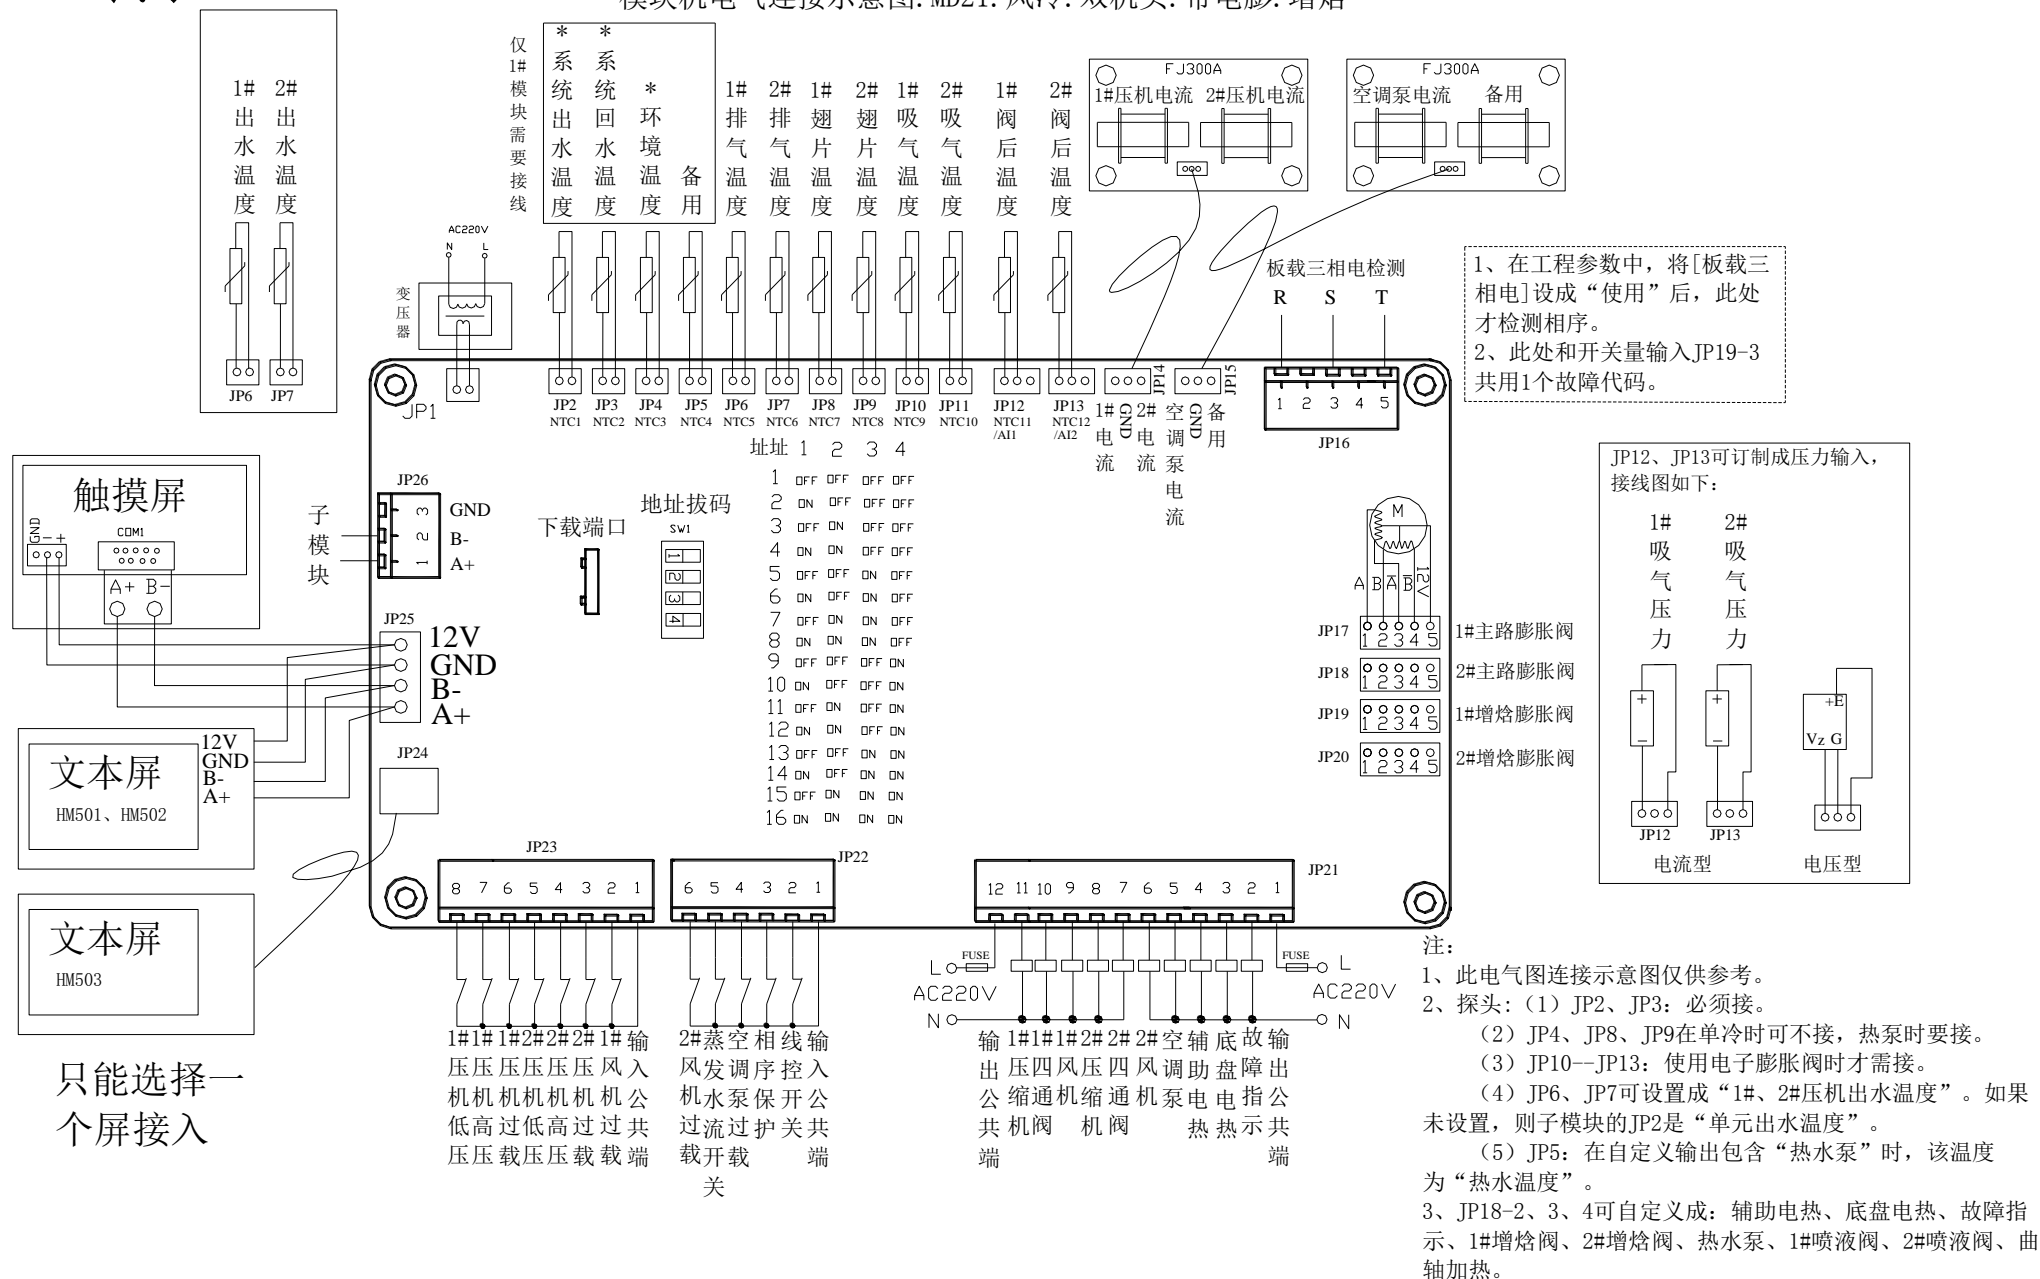 模块机电气连接示意图:MD21:风冷:双机头:带电膨:增焓
1#出水温度
2#出水温度
JP6
JP7
仅1#模块需要接线
*系统出水温度
*系统回水温度
*环境温度
备用
1#排气温度
2#排气温度
1#翅片温度
2#翅片温度
1#吸气温度
2#吸气温度
1#阀后温度
2#阀后温度
FJ300A
1#压机电流 2#压机电流
FJ300A
空调泵电流 备用
AC220V
N L
变压器
板载三相电检测
R S T
1、在工程参数中，将[板载三
相电]设成“使用”后，此处
才检测相序。
2、此处和开关量输入JP19-3
共用1个故障代码。
JP1
JP2 JP3 JP4 JP5 JP6 JP7 JP8 JP9 JP10 JP11 JP12 JP13
NTC1 NTC2 NTC3 NTC4 NTC5 NTC6 NTC7 NTC8 NTC9 NTC10 NTC11 NTC12
/AI1 /AI2
JP14
JP15
1#电流
GND
2#电流
空调泵电流
GND
备用
1 2 3 4 5
JP16
址址 1 2 3 4
1 OFF OFF OFF OFF
2 ON OFF OFF OFF
3 OFF ON OFF OFF
4 ON ON OFF OFF
5 OFF OFF ON OFF
6 ON OFF ON OFF
7 OFF ON ON OFF
8 ON ON ON OFF
9 OFF OFF OFF ON
10 ON OFF OFF ON
11 OFF ON OFF ON
12 ON ON OFF ON
13 OFF OFF ON ON
14 ON OFF ON ON
15 OFF ON ON ON
16 ON ON ON ON
地址拔码
SW1
1
2
3
4
下载端口
触摸屏
GND
- +
COM1
A+ B-
子模块
JP26
3 GND
2 B-
1 A+
JP25
12V
GND
B-
A+
文本屏
HM501、HM502
12V
GND
B-
A+
JP24
文本屏
HM503
只能选择一
个屏接入
M
A B A̅ B̅ 12V
JP17
1 2 3 4 5
1#主路膨胀阀
JP18
1 2 3 4 5
2#主路膨胀阀
JP19
1 2 3 4 5
1#增焓膨胀阀
JP20
1 2 3 4 5
2#增焓膨胀阀
JP12、JP13可订制成压力输入，
接线图如下：
1#吸气压力
2#吸气压力
+
-
+
-
+E
Vz G
JP12 JP13
电流型 电压型
JP23
8 7 6 5 4 3 2 1
1#压机低压
1#压机高压
1#压机过载
2#压机低压
2#压机高压
2#压机过载
1#风机过载
输入公共端
JP22
6 5 4 3 2 1
2#风机过载
蒸发水流开关
空调泵过载
相序保护
线控开关
输入公共端
JP21
12 11 10 9 8 7 6 5 4 3 2 1
L FUSE
AC220V
N
FUSE L
AC220V
N
输出公共端
1#压缩机
1#四通阀
1#风机
2#压缩机
2#四通阀
2#风机
空调泵
辅助电热
底盘电热
故障指示
输出公共端
注：
1、此电气图连接示意图仅供参考。
2、探头:（1）JP2、JP3：必须接。
（2）JP4、JP8、JP9在单冷时可不接，热泵时要接。
（3）JP10--JP13：使用电子膨胀阀时才需接。
（4）JP6、JP7可设置成“1#、2#压机出水温度”。如果
未设置，则子模块的JP2是“单元出水温度”。
（5）JP5：在自定义输出包含“热水泵”时，该温度
为“热水温度”。
3、JP18-2、3、4可自定义成：辅助电热、底盘电热、故障指
示、1#增焓阀、2#增焓阀、热水泵、1#喷液阀、2#喷液阀、曲
轴加热。